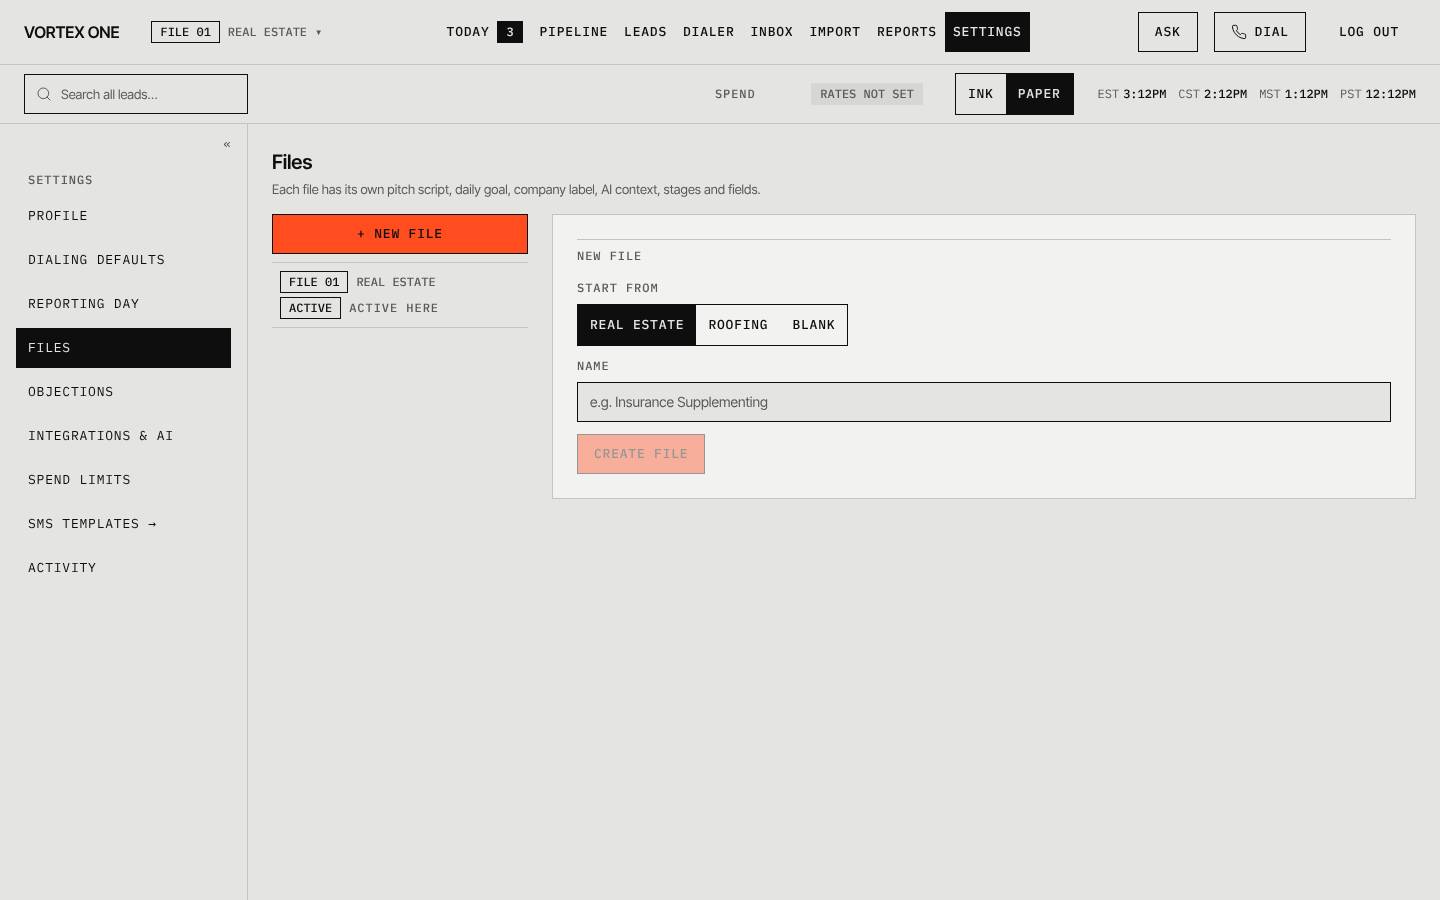 VORTEX ONE
FILE 01 REAL ESTATE ▾
TODAY 3 PIPELINE LEADS DIALER INBOX IMPORT REPORTS SETTINGS
ASK DIAL LOG OUT
Search all leads...
SPEND RATES NOT SET INK PAPER EST 3:12PM CST 2:12PM MST 1:12PM PST 12:12PM
«
SETTINGS
PROFILE
DIALING DEFAULTS
REPORTING DAY
FILES
OBJECTIONS
INTEGRATIONS & AI
SPEND LIMITS
SMS TEMPLATES →
ACTIVITY
Files
Each file has its own pitch script, daily goal, company label, AI context, stages and fields.
+ NEW FILE
FILE 01 REAL ESTATE
ACTIVE ACTIVE HERE
NEW FILE
START FROM
REAL ESTATE ROOFING BLANK
NAME
e.g. Insurance Supplementing
CREATE FILE